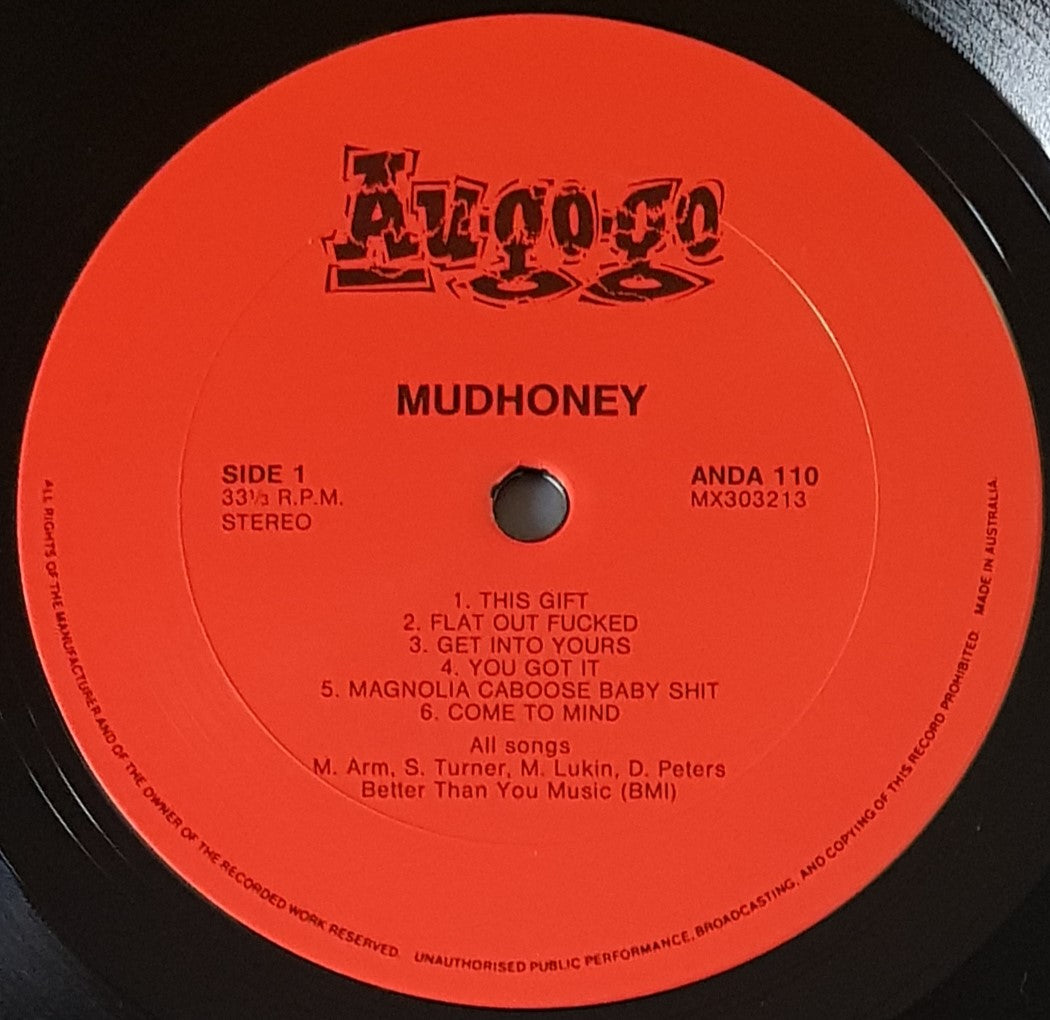 Augogo
MUDHONEY
SIDE 1
33⅓ R.P.M.
STEREO
ANDA 110
MX303213
1. THIS GIFT
2. FLAT OUT FUCKED
3. GET INTO YOURS
4. YOU GOT IT
5. MAGNOLIA CABOOSE BABY SHIT
6. COME TO MIND
All songs
M. Arm, S. Turner, M. Lukin, D. Peters
Better Than You Music (BMI)
ALL RIGHTS OF THE MANUFACTURER AND OF THE OWNER OF THE RECORDED WORK RESERVED. UNAUTHORISED PUBLIC PERFORMANCE, BROADCASTING, AND COPYING OF THIS RECORD PROHIBITED. MADE IN AUSTRALIA.